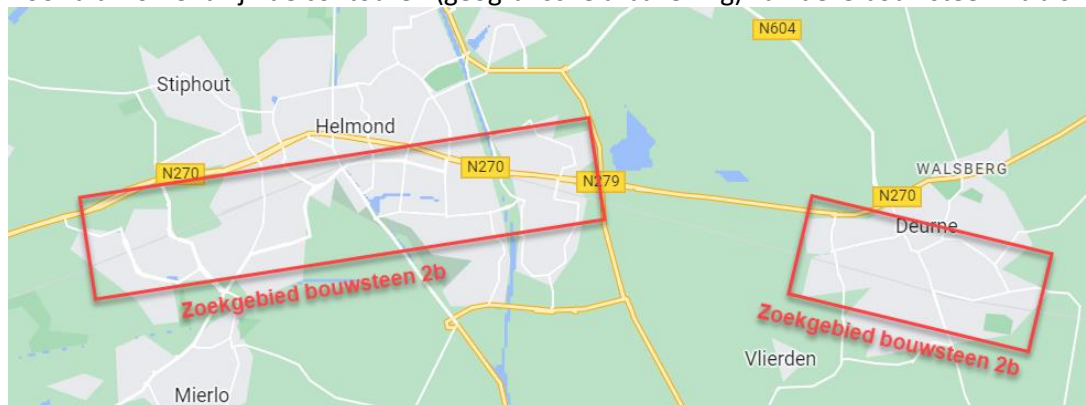 N604
Stiphout
Helmond
N270
WALSBERG
N270
N279
N270
Deurne
Zoekgebied bouwsteen 2b
Zoekgebied bouwsteen 2b
Vlierden
Mierlo